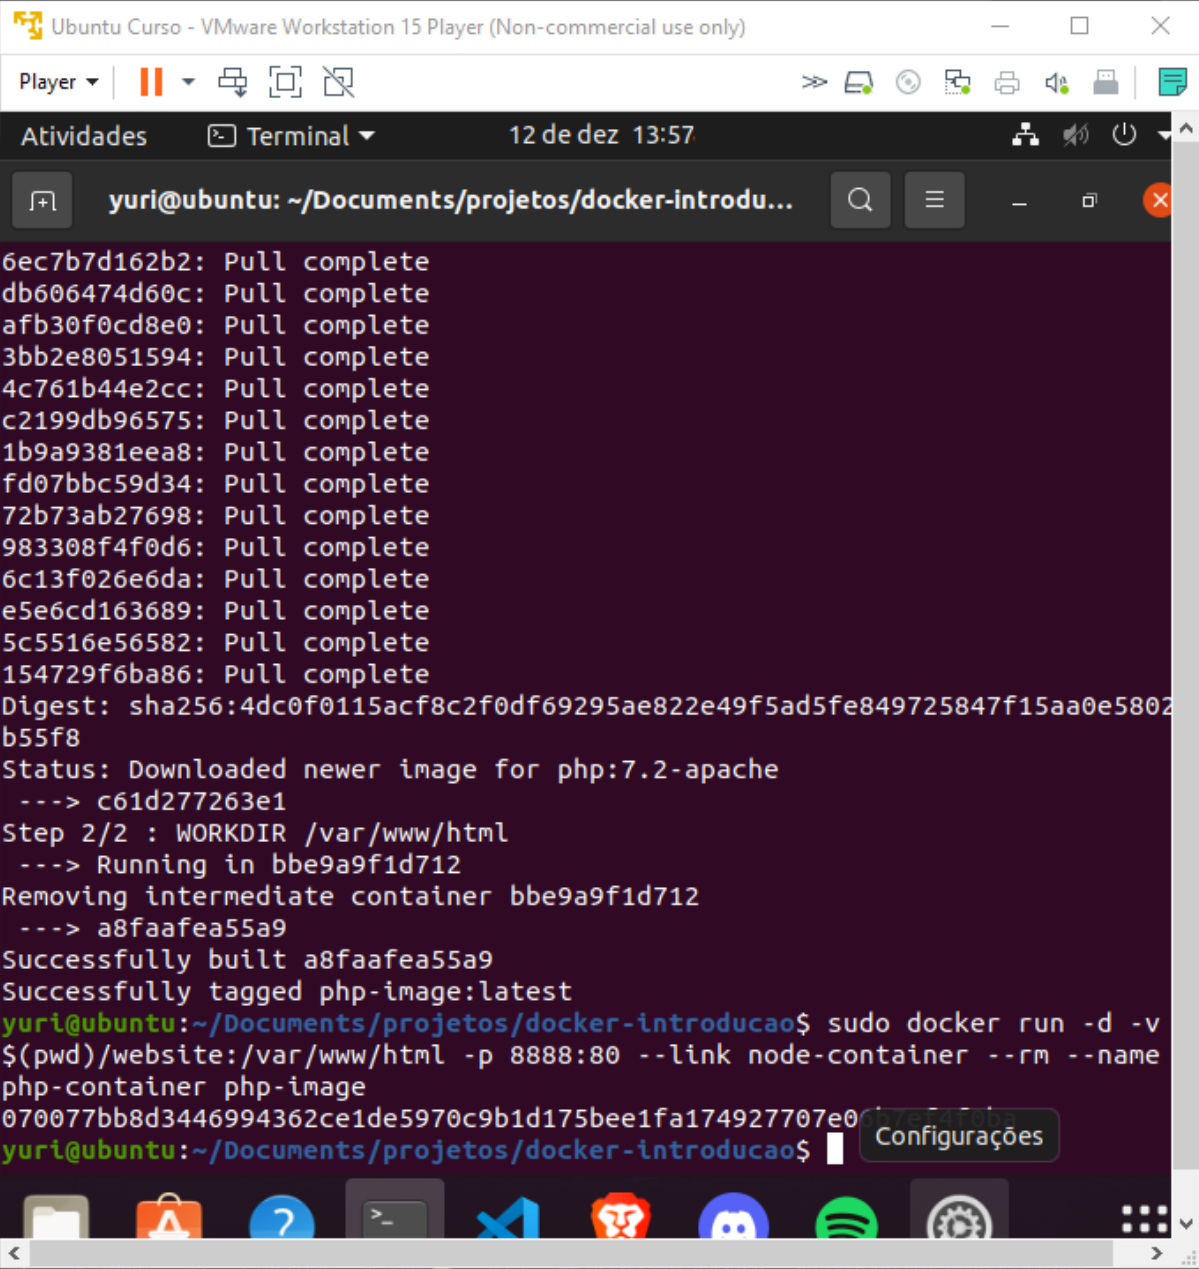 Ubuntu Curso - VMware Workstation 15 Player (Non-commercial use only)
Player
Atividades Terminal 12 de dez 13:57
yuri@ubuntu: ~/Documents/projetos/docker-introdu...
6ec7b7d162b2: Pull complete
db606474d60c: Pull complete
afb30f0cd8e0: Pull complete
3bb2e8051594: Pull complete
4c761b44e2cc: Pull complete
c2199db96575: Pull complete
1b9a9381eea8: Pull complete
fd07bbc59d34: Pull complete
72b73ab27698: Pull complete
983308f4f0d6: Pull complete
6c13f026e6da: Pull complete
e5e6cd163689: Pull complete
5c5516e56582: Pull complete
154729f6ba86: Pull complete
Digest: sha256:4dc0f0115acf8c2f0df69295ae822e49f5ad5fe849725847f15aa0e5802
b55f8
Status: Downloaded newer image for php:7.2-apache
---> c61d277263e1
Step 2/2 : WORKDIR /var/www/html
---> Running in bbe9a9f1d712
Removing intermediate container bbe9a9f1d712
---> a8faafea55a9
Successfully built a8faafea55a9
Successfully tagged php-image:latest
yuri@ubuntu:~/Documents/projetos/docker-introducao$ sudo docker run -d -v
$(pwd)/website:/var/www/html -p 8888:80 --link node-container --rm --name
php-container php-image
070077bb8d3446994362ce1de5970c9b1d175bee1fa174927707e06b7ef4f0ba
yuri@ubuntu:~/Documents/projetos/docker-introducao$
Configurações